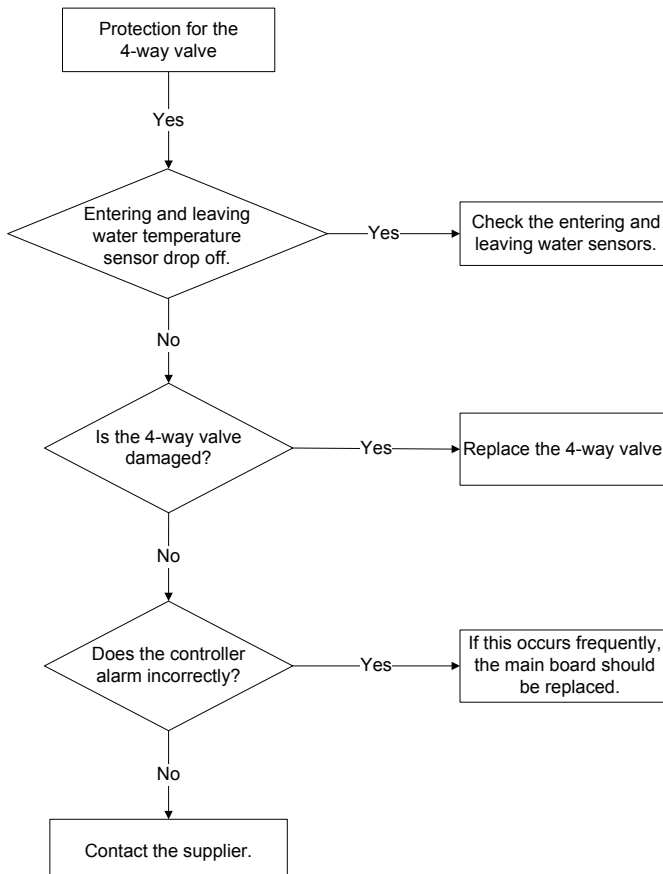 Protection for the
4-way valve
Yes
Entering and leaving
water temperature
sensor drop off.
Yes
Check the entering and
leaving water sensors.
No
Is the 4-way valve
damaged?
Yes
Replace the 4-way valve
No
Does the controller
alarm incorrectly?
Yes
If this occurs frequently,
the main board should
be replaced.
No
Contact the supplier.